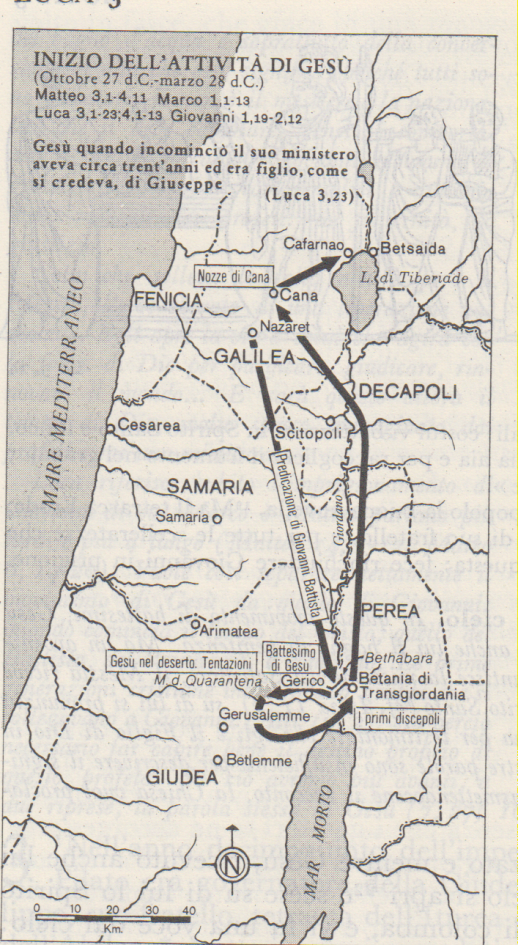 LUCA 3
INIZIO DELL'ATTIVITÀ DI GESÙ
(Ottobre 27 d.C.-marzo 28 d.C.)
Matteo 3,1-4,11 Marco 1,1-13
Luca 3,1-23;4,1-13 Giovanni 1,19-2,12
Gesù quando incominciò il suo ministero
aveva circa trent'anni ed era figlio, come
si credeva, di Giuseppe...
(Luca 3,23)
Cafarnao
Betsaida
Nozze di Cana
L. di Tiberiade
Cana
FENICIA
Nazaret
GALILEA
MARE MEDITERRANEO
DECAPOLI
Cesarea
Scitopoli
SAMARIA
Samaria
Giordano
Predicazione di Giovanni Battista
PEREA
Arimatea
Gesù nel deserto. Tentazioni
Battesimo
di Gesù
Bethabara
M. d. Quarantena
Gerico
Betania di
Transgiordania
Gerusalemme
I primi discepoli
Betlemme
GIUDEA
MAR MORTO
N
0 10 20 30 40
Km.